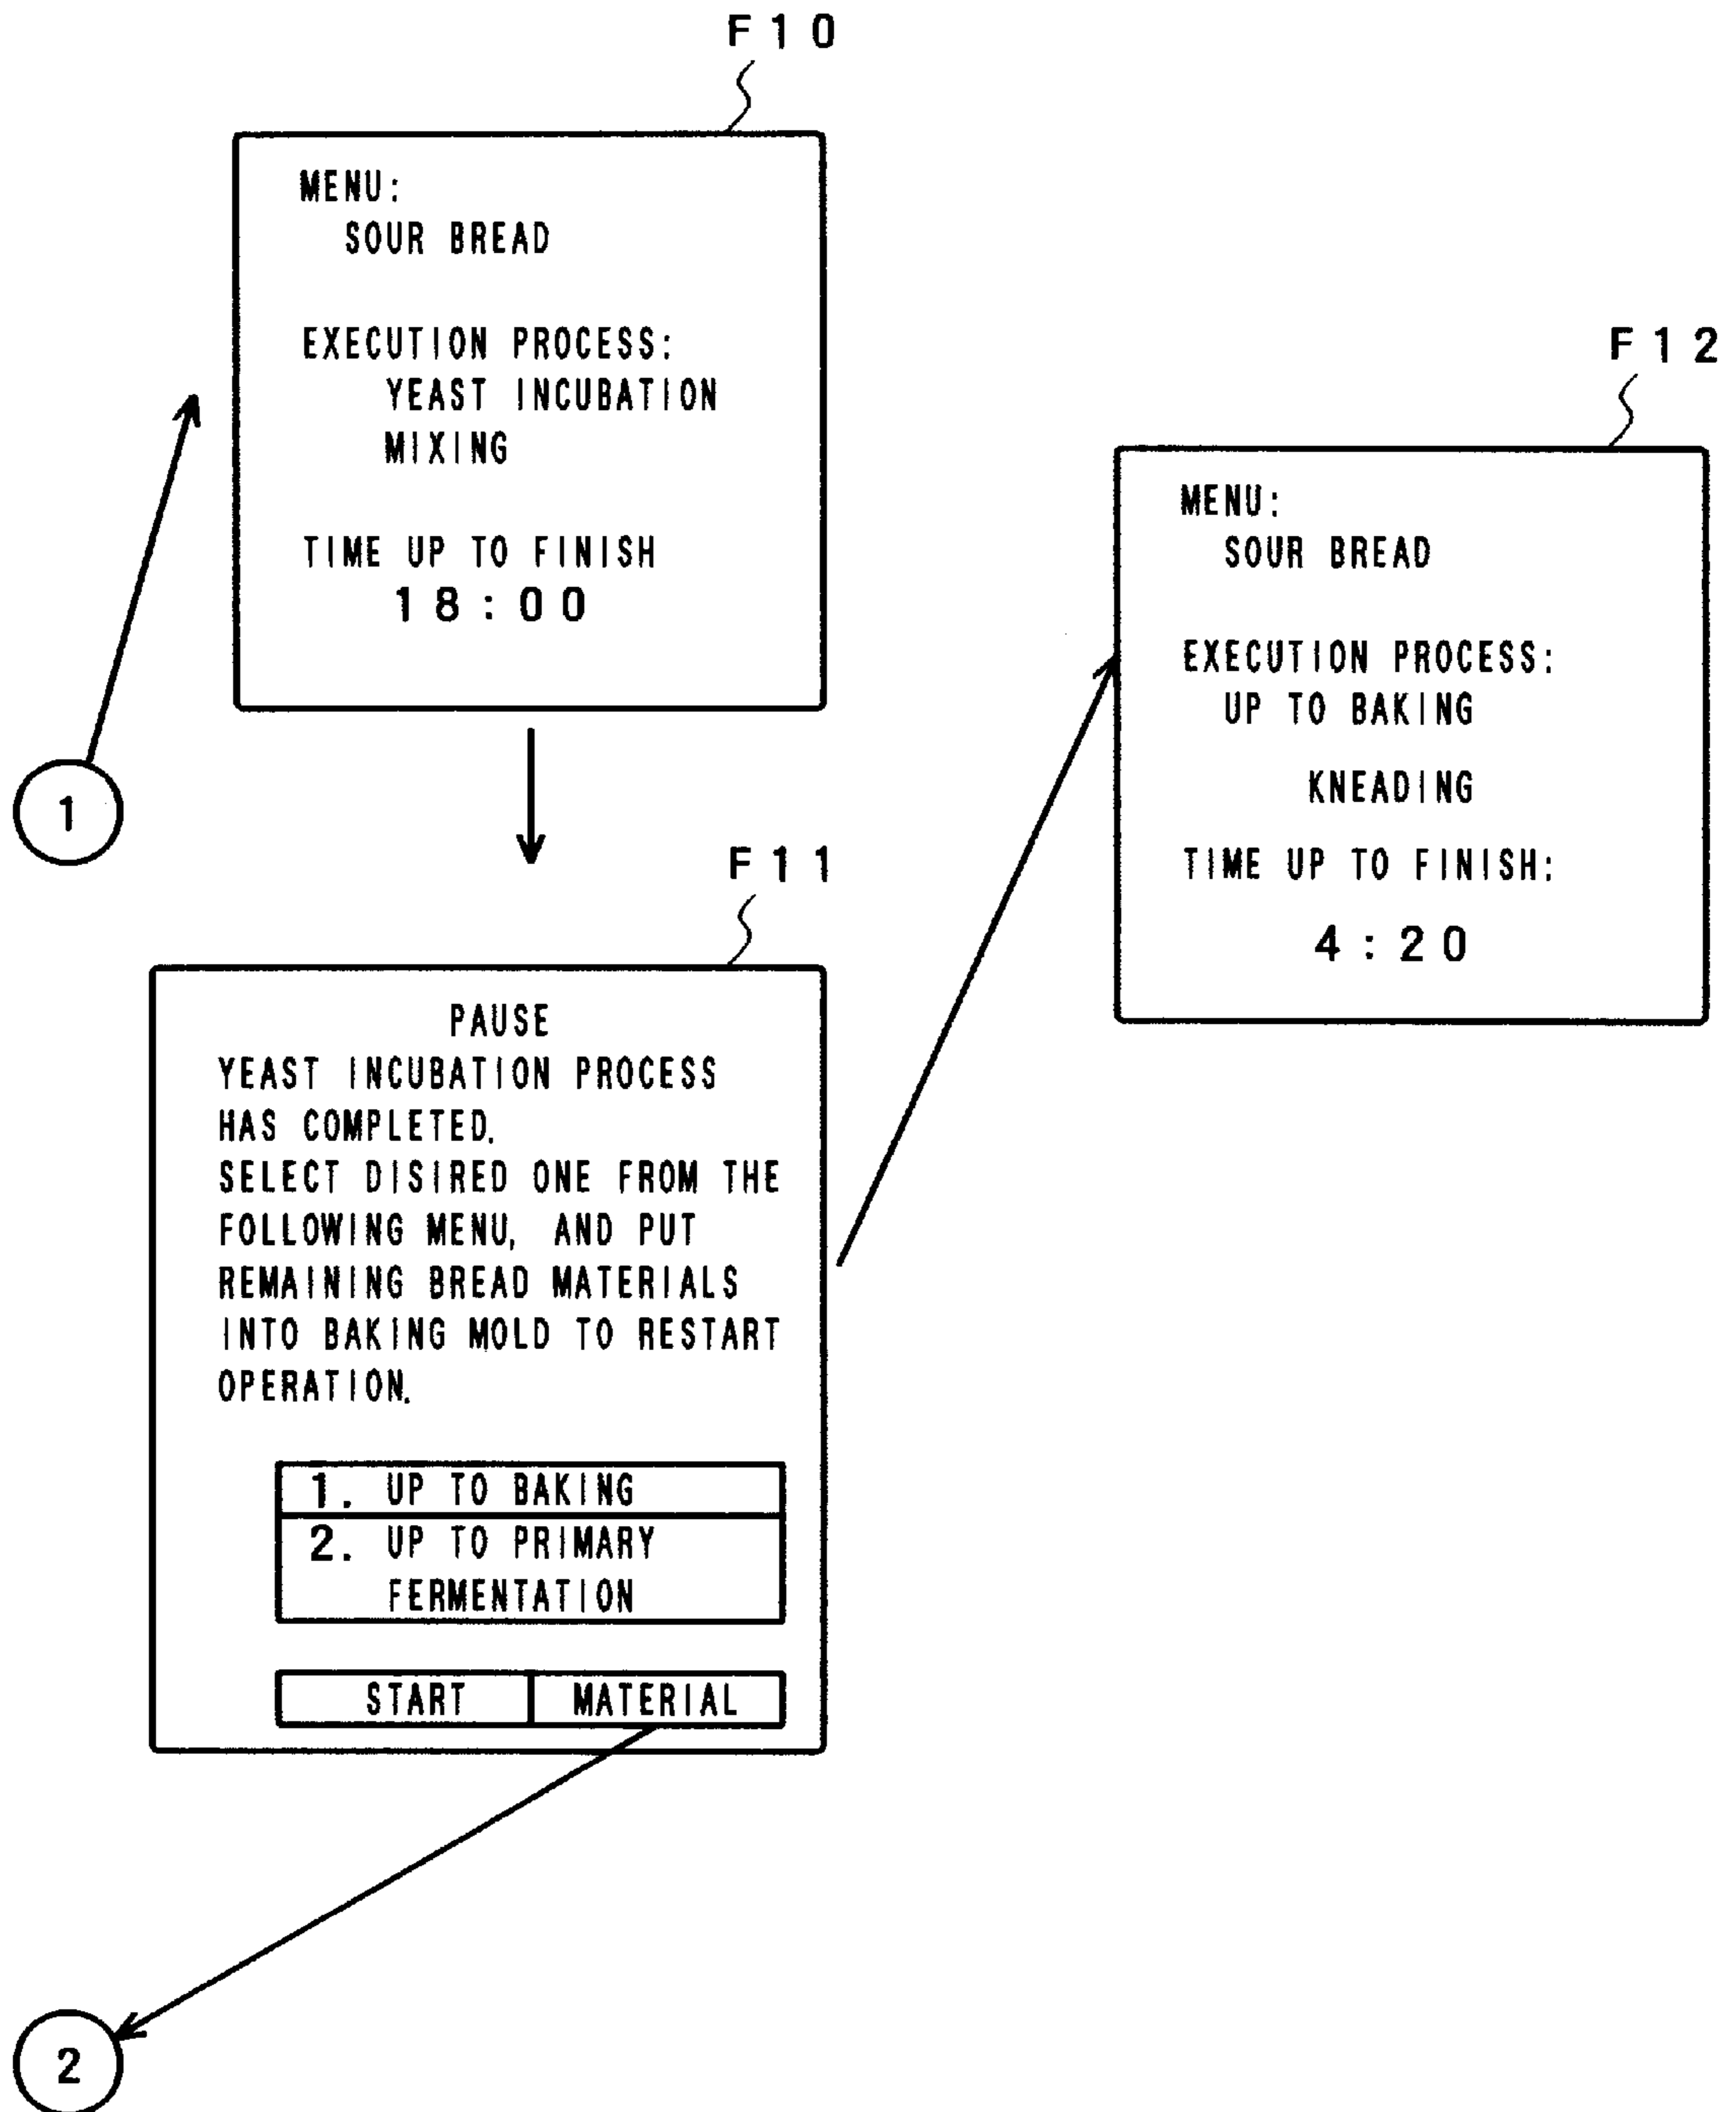 F10
MENU:
SOUR BREAD
EXECUTION PROCESS:
YEAST INCUBATION
MIXING
TIME UP TO FINISH
18:00
1
F11
PAUSE
YEAST INCUBATION PROCESS
HAS COMPLETED.
SELECT DISIRED ONE FROM THE
FOLLOWING MENU, AND PUT
REMAINING BREAD MATERIALS
INTO BAKING MOLD TO RESTART
OPERATION.
1. UP TO BAKING
2. UP TO PRIMARY
FERMENTATION
START MATERIAL
2
F12
MENU:
SOUR BREAD
EXECUTION PROCESS:
UP TO BAKING
KNEADING
TIME UP TO FINISH:
4:20